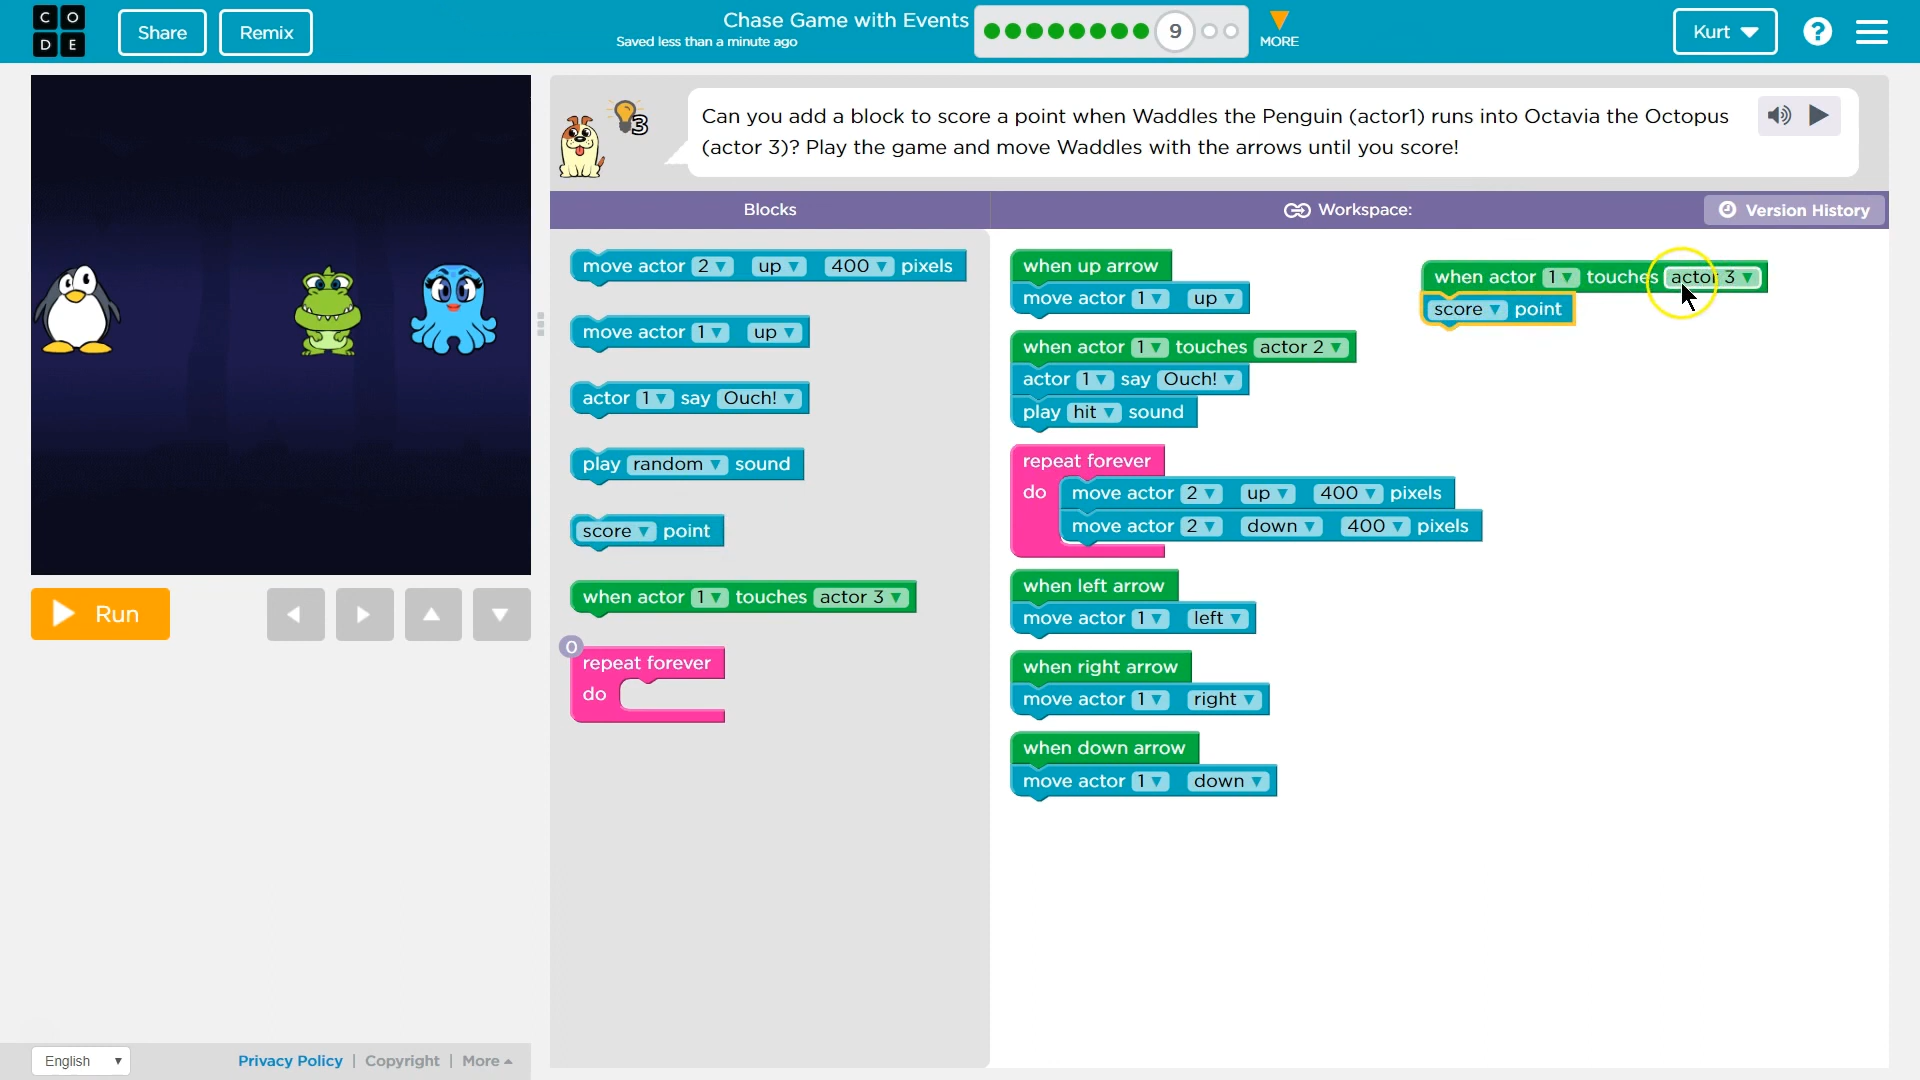 C O
D E
Share
Remix
Chase Game with Events
Saved less than a minute ago
9
MORE
Kurt
?
3
Can you add a block to score a point when Waddles the Penguin (actor1) runs into Octavia the Octopus
(actor 3)? Play the game and move Waddles with the arrows until you score!
Blocks
Workspace:
Version History
move actor 2 up 400 pixels
move actor 1 up
actor 1 say Ouch!
play random sound
score point
when actor 1 touches actor 3
0
repeat forever
do
when up arrow
move actor 1 up
when actor 1 touches actor 2
actor 1 say Ouch!
play hit sound
repeat forever
do
move actor 2 up 400 pixels
move actor 2 down 400 pixels
when left arrow
move actor 1 left
when right arrow
move actor 1 right
when down arrow
move actor 1 down
when actor 1 touches actor 3
score point
Run
English
Privacy Policy | Copyright | More